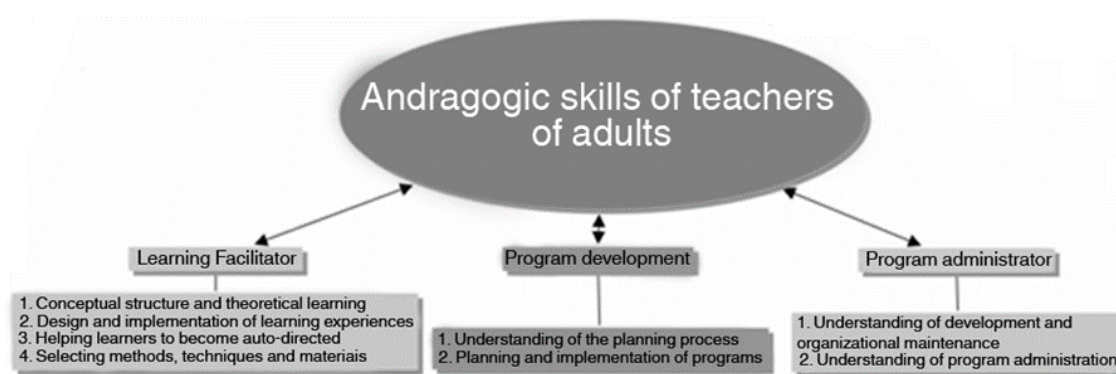 Andragogic skills of teachers
of adults
Learning Facilitator
1. Conceptual structure and theoretical learning
2. Design and implementation of learning experiences
3. Helping learners to become auto-directed
4. Selecting methods, techniques and materiais
Program development
1. Understanding of the planning process
2. Planning and implementation of programs
Program administrator
1. Understanding of development and
organizational maintenance
2. Understanding of program administration